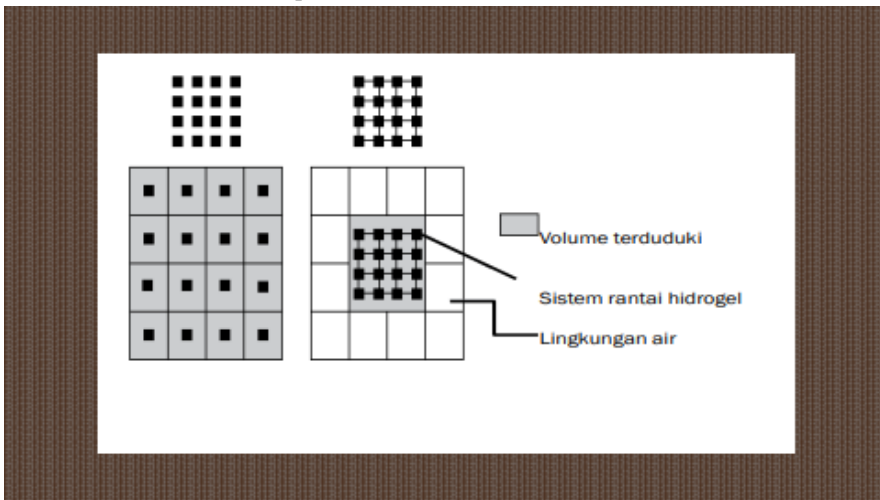 Volume terduduki
Sistem rantai hidrogel
Lingkungan air